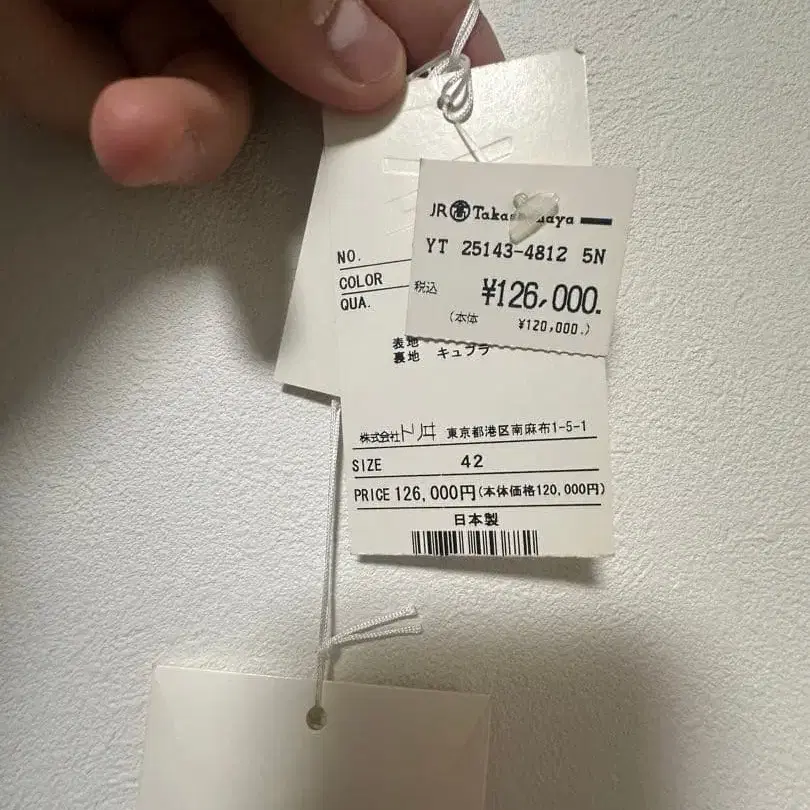 JR 髙 Takashimaya
YT 25143-4812 5N
税込 ¥126,000.
(本体 ¥120,000.)
NO.
COLOR
QUA.
表地
裏地 キュプラ
株式会社 東京都港区南麻布1-5-1
SIZE 42
PRICE 126,000円(本体価格120,000円)
日本製